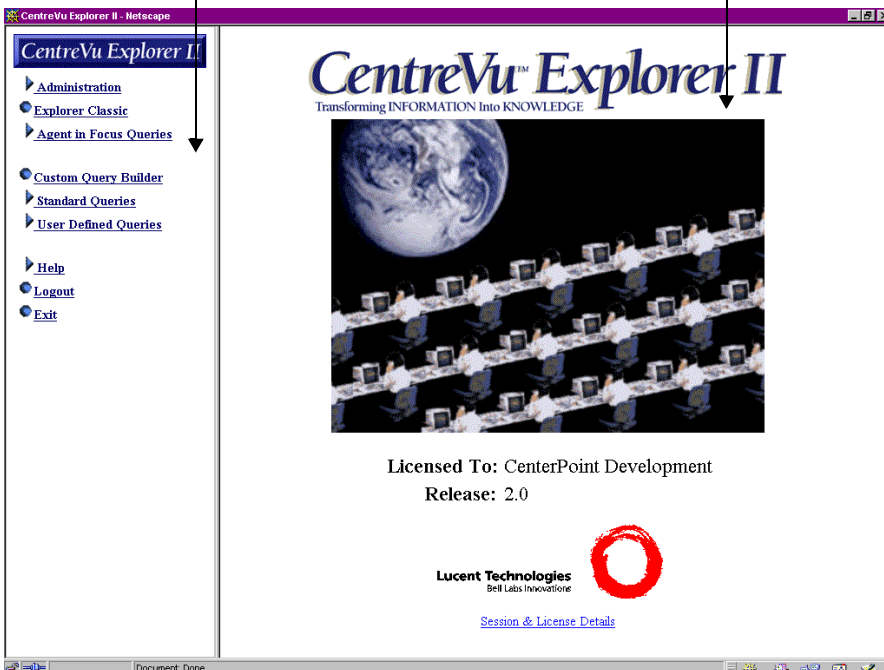 CentreVu Explorer II - Netscape
CentreVu Explorer II
Administration
Explorer Classic
Agent in Focus Queries
Custom Query Builder
Standard Queries
User Defined Queries
Help
Logout
Exit
CentreVu™ Explorer II
Transforming INFORMATION Into KNOWLEDGE
Licensed To: CenterPoint Development
Release: 2.0
Lucent Technologies
Bell Labs Innovations
Session & License Details
Document: Done